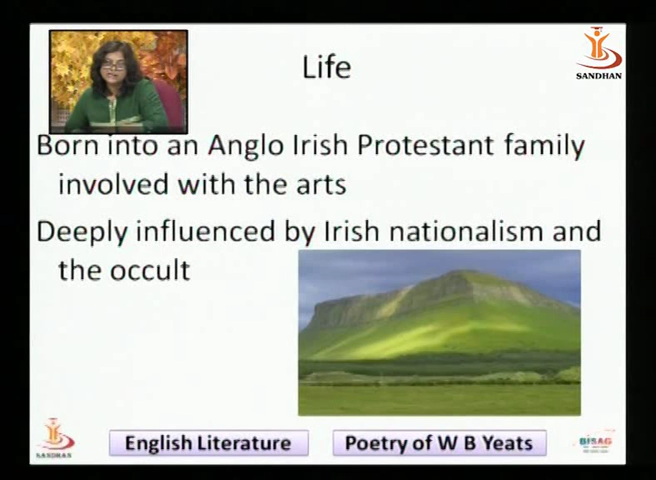 Life
SANDHAN
Born into an Anglo Irish Protestant family
involved with the arts
Deeply influenced by Irish nationalism and
the occult
SANDHAN
English Literature
Poetry of W B Yeats
BISAG